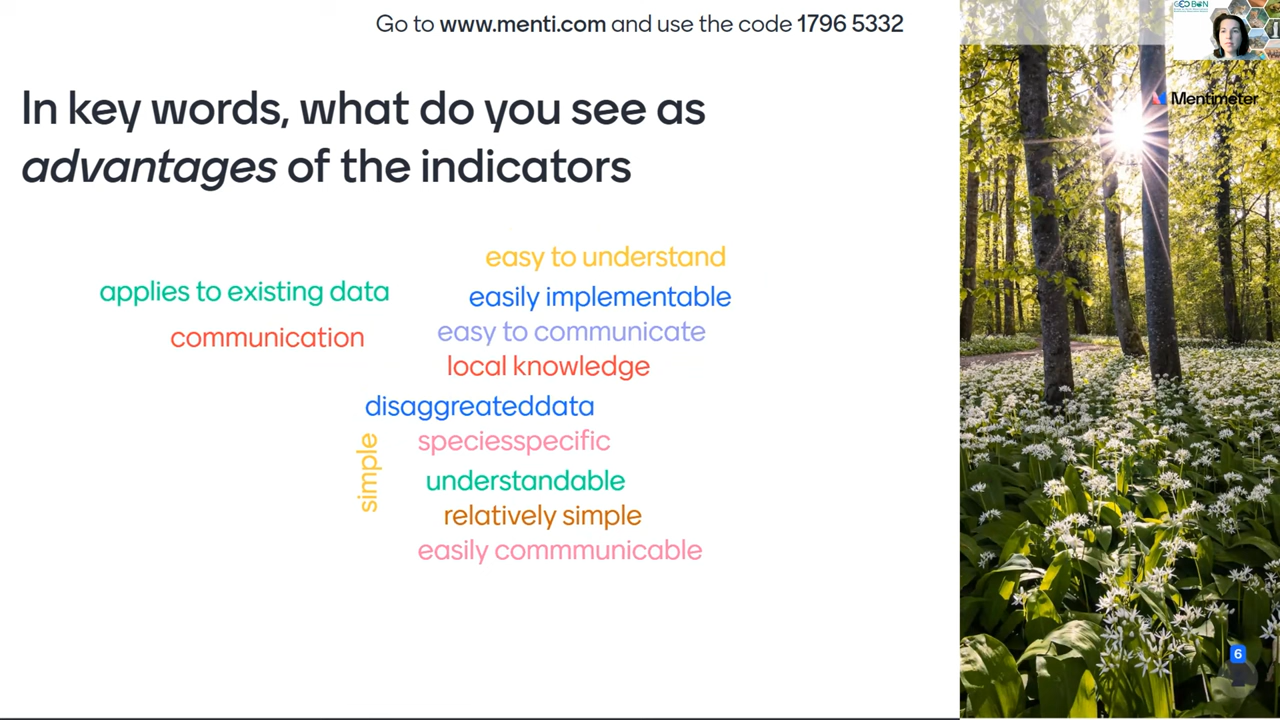 Go to www.menti.com and use the code 1796 5332
GEO BON
Mentimeter
In key words, what do you see as
advantages of the indicators
easy to understand
applies to existing data
easily implementable
communication
easy to communicate
local knowledge
disaggreateddata
speciesspecific
simple
understandable
relatively simple
easily commmunicable
6